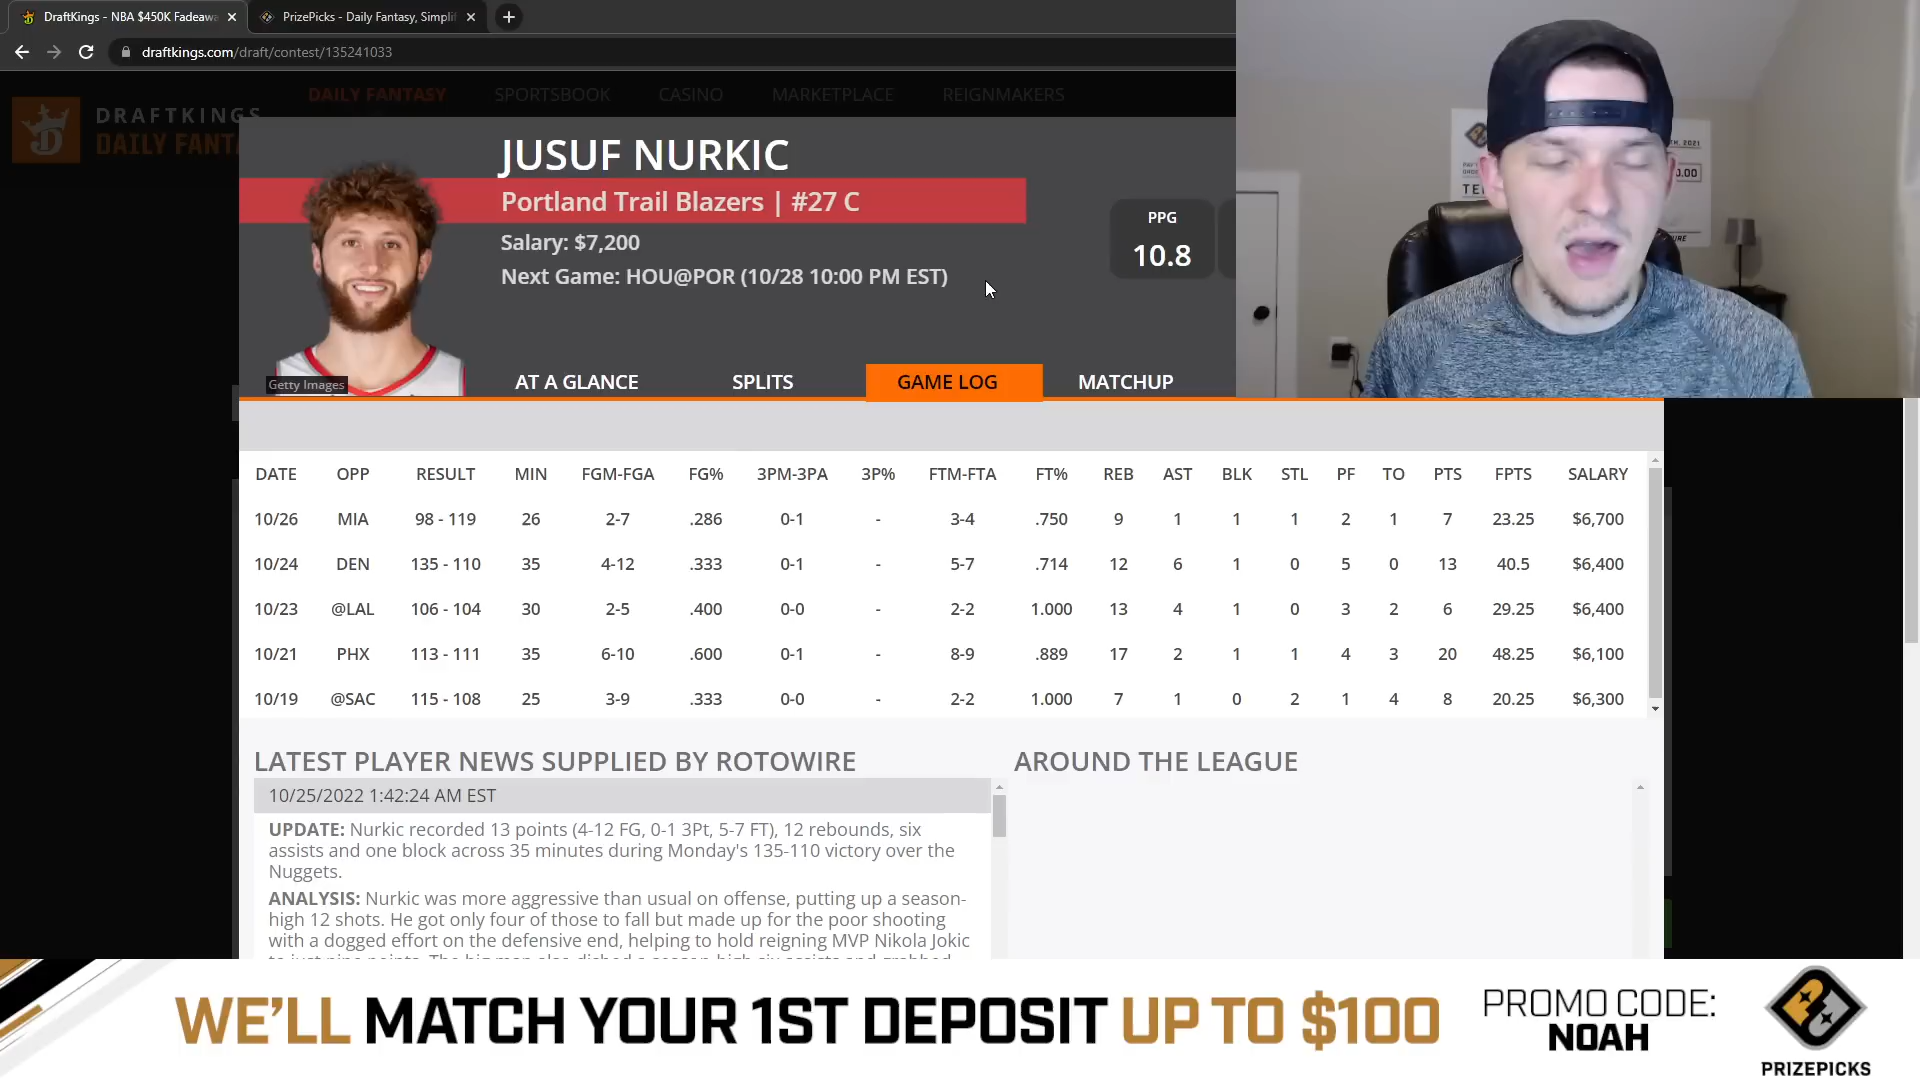 DraftKings - NBA $450K Fadeawa
PrizePicks - Daily Fantasy, Simplif
draftkings.com/draft/contest/135241033
DRAFTKINGS
DAILY FANTA
DAILY FANTASY SPORTSBOOK CASINO MARKETPLACE REIGNMAKERS
JUSUF NURKIC
Portland Trail Blazers | #27 C
Salary: $7,200
Next Game: HOU@POR (10/28 10:00 PM EST)
PPG
10.8
Getty Images
AT A GLANCE SPLITS GAME LOG MATCHUP
DATE OPP RESULT MIN FGM-FGA FG% 3PM-3PA 3P% FTM-FTA FT% REB AST BLK STL PF TO PTS FPTS SALARY
10/26 MIA 98 - 119 26 2-7 .286 0-1 - 3-4 .750 9 1 1 1 2 1 7 23.25 $6,700
10/24 DEN 135 - 110 35 4-12 .333 0-1 - 5-7 .714 12 6 1 0 5 0 13 40.5 $6,400
10/23 @LAL 106 - 104 30 2-5 .400 0-0 - 2-2 1.000 13 4 1 0 3 2 6 29.25 $6,400
10/21 PHX 113 - 111 35 6-10 .600 0-1 - 8-9 .889 17 2 1 1 4 3 20 48.25 $6,100
10/19 @SAC 115 - 108 25 3-9 .333 0-0 - 2-2 1.000 7 1 0 2 1 4 8 20.25 $6,300
LATEST PLAYER NEWS SUPPLIED BY ROTOWIRE
AROUND THE LEAGUE
10/25/2022 1:42:24 AM EST
UPDATE: Nurkic recorded 13 points (4-12 FG, 0-1 3Pt, 5-7 FT), 12 rebounds, six
assists and one block across 35 minutes during Monday's 135-110 victory over the
Nuggets.
ANALYSIS: Nurkic was more aggressive than usual on offense, putting up a season-
high 12 shots. He got only four of those to fall but made up for the poor shooting
with a dogged effort on the defensive end, helping to hold reigning MVP Nikola Jokic
WE'LL MATCH YOUR 1ST DEPOSIT UP TO $100
PROMO CODE:
NOAH
PRIZEPICKS